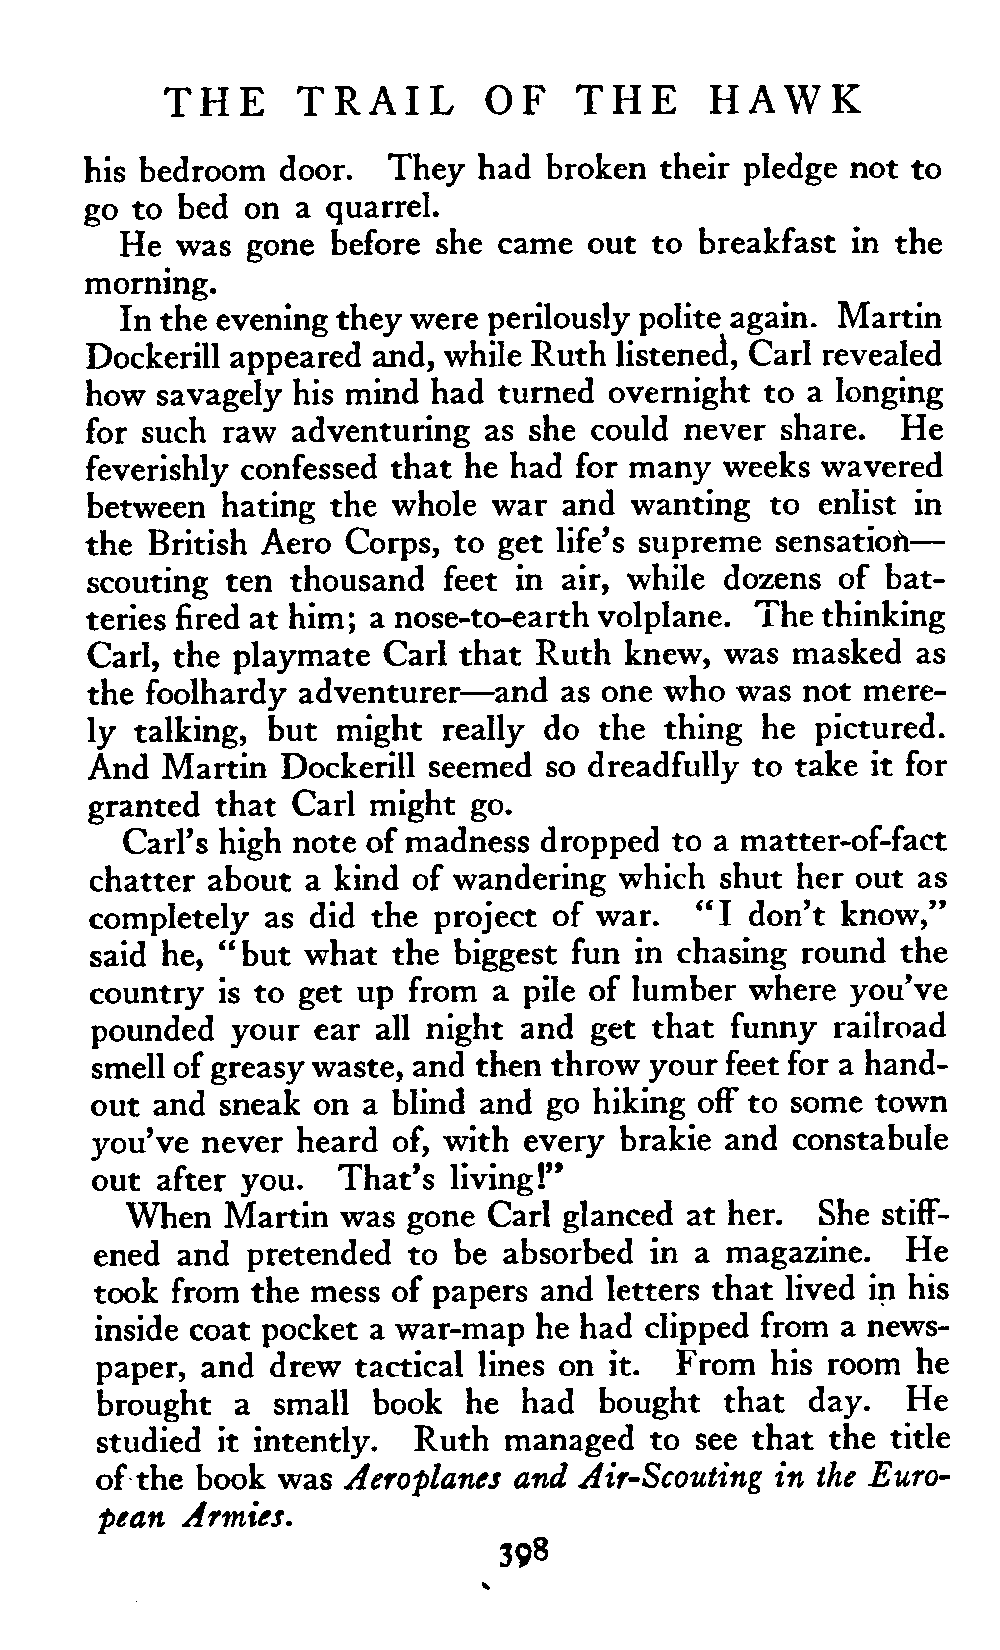 THE TRAIL OF THE HAWK
his bedroom door. They had broken their pledge not to
go to bed on a quarrel.
He was gone before she came out to breakfast in the
morning.
In the evening they were perilously polite again. Martin
Dockerill appeared and, while Ruth listened, Carl revealed
how savagely his mind had turned overnight to a longing
for such raw adventuring as she could never share. He
feverishly confessed that he had for many weeks wavered
between hating the whole war and wanting to enlist in
the British Aero Corps, to get life's supreme sensation—
scouting ten thousand feet in air, while dozens of bat-
teries fired at him; a nose-to-earth volplane. The thinking
Carl, the playmate Carl that Ruth knew, was masked as
the foolhardy adventurer—and as one who was not mere-
ly talking, but might really do the thing he pictured.
And Martin Dockerill seemed so dreadfully to take it for
granted that Carl might go.
Carl's high note of madness dropped to a matter-of-fact
chatter about a kind of wandering which shut her out as
completely as did the project of war. "I don't know,"
said he, "but what the biggest fun in chasing round the
country is to get up from a pile of lumber where you've
pounded your ear all night and get that funny railroad
smell of greasy waste, and then throw your feet for a hand-
out and sneak on a blind and go hiking off to some town
you've never heard of, with every brakie and constabule
out after you. That's living!"
When Martin was gone Carl glanced at her. She stiff-
ened and pretended to be absorbed in a magazine. He
took from the mess of papers and letters that lived in his
inside coat pocket a war-map he had clipped from a news-
paper, and drew tactical lines on it. From his room he
brought a small book he had bought that day. He
studied it intently. Ruth managed to see that the title
of the book was Aeroplanes and Air-Scouting in the Euro-
pean Armies.
398